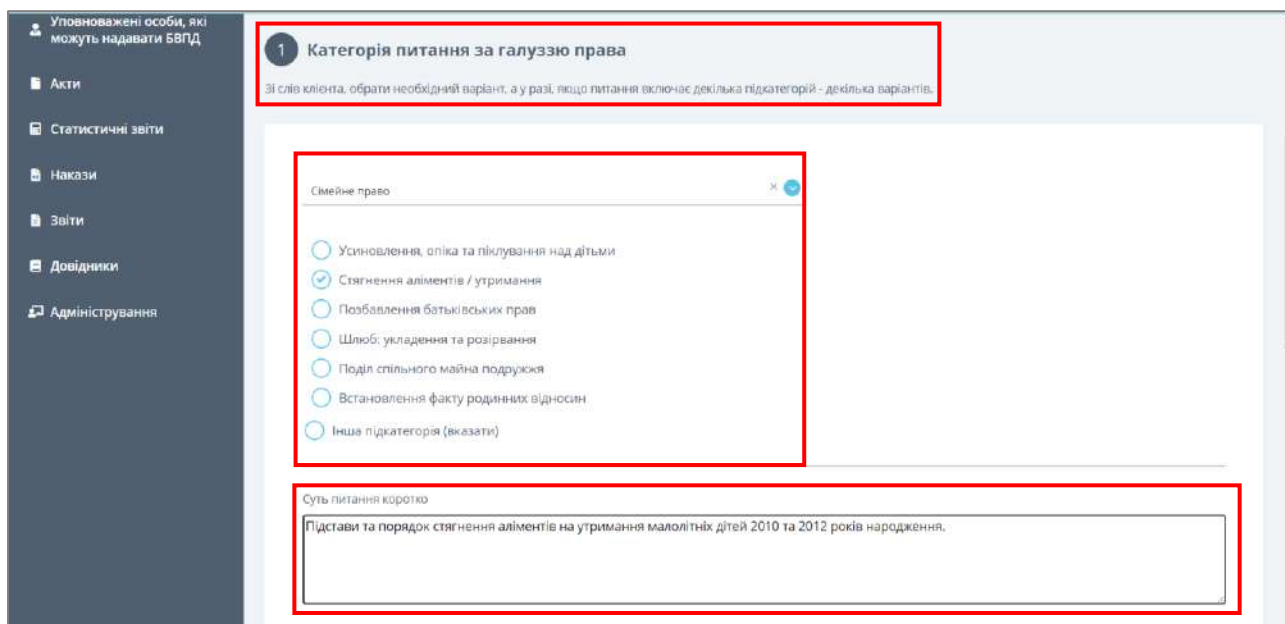 Уповноважені особи, які
можуть надавати БВПД
Акти
Статистичні звіти
Накази
Звіти
Довідники
Адміністрування
1 Категорія питання за галуззю права
Зі слів клієнта, обрати необхідний варіант, а у разі, якщо питання включає декілька підкатегорій - декілька варіантів.
Сімейне право
Усиновлення, опіка та піклування над дітьми
Стягнення аліментів / утримання
Позбавлення батьківських прав
Шлюб: укладення та розірвання
Поділ спільного майна подружжя
Встановлення факту родинних відносин
Інша підкатегорія (вказати)
Суть питання коротко
Підстави та порядок стягнення аліментів на утримання малолітніх дітей 2010 та 2012 років народження.